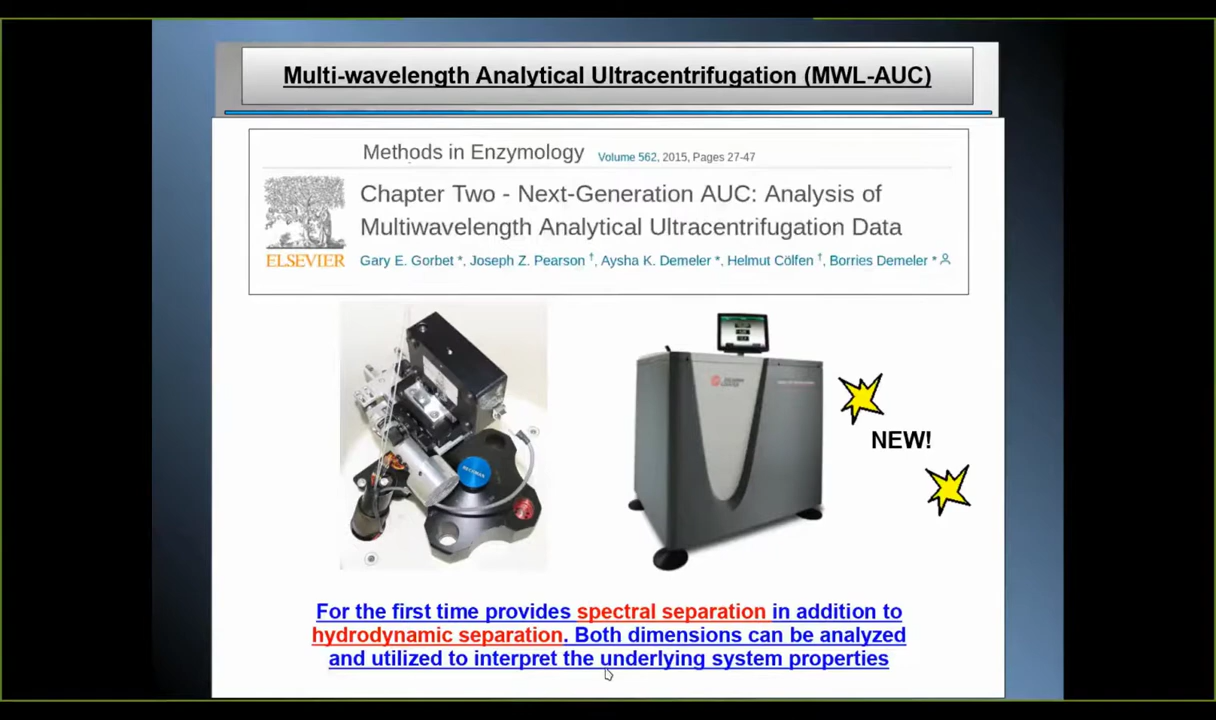 Multi-wavelength Analytical Ultracentrifugation (MWL-AUC)
Methods in Enzymology Volume 562, 2015, Pages 27-47
Chapter Two - Next-Generation AUC: Analysis of
Multiwavelength Analytical Ultracentrifugation Data
ELSEVIER
Gary E. Gorbet *, Joseph Z. Pearson †, Aysha K. Demeler *, Helmut Cölfen †, Borries Demeler *
NEW!
For the first time provides spectral separation in addition to
hydrodynamic separation. Both dimensions can be analyzed
and utilized to interpret the underlying system properties